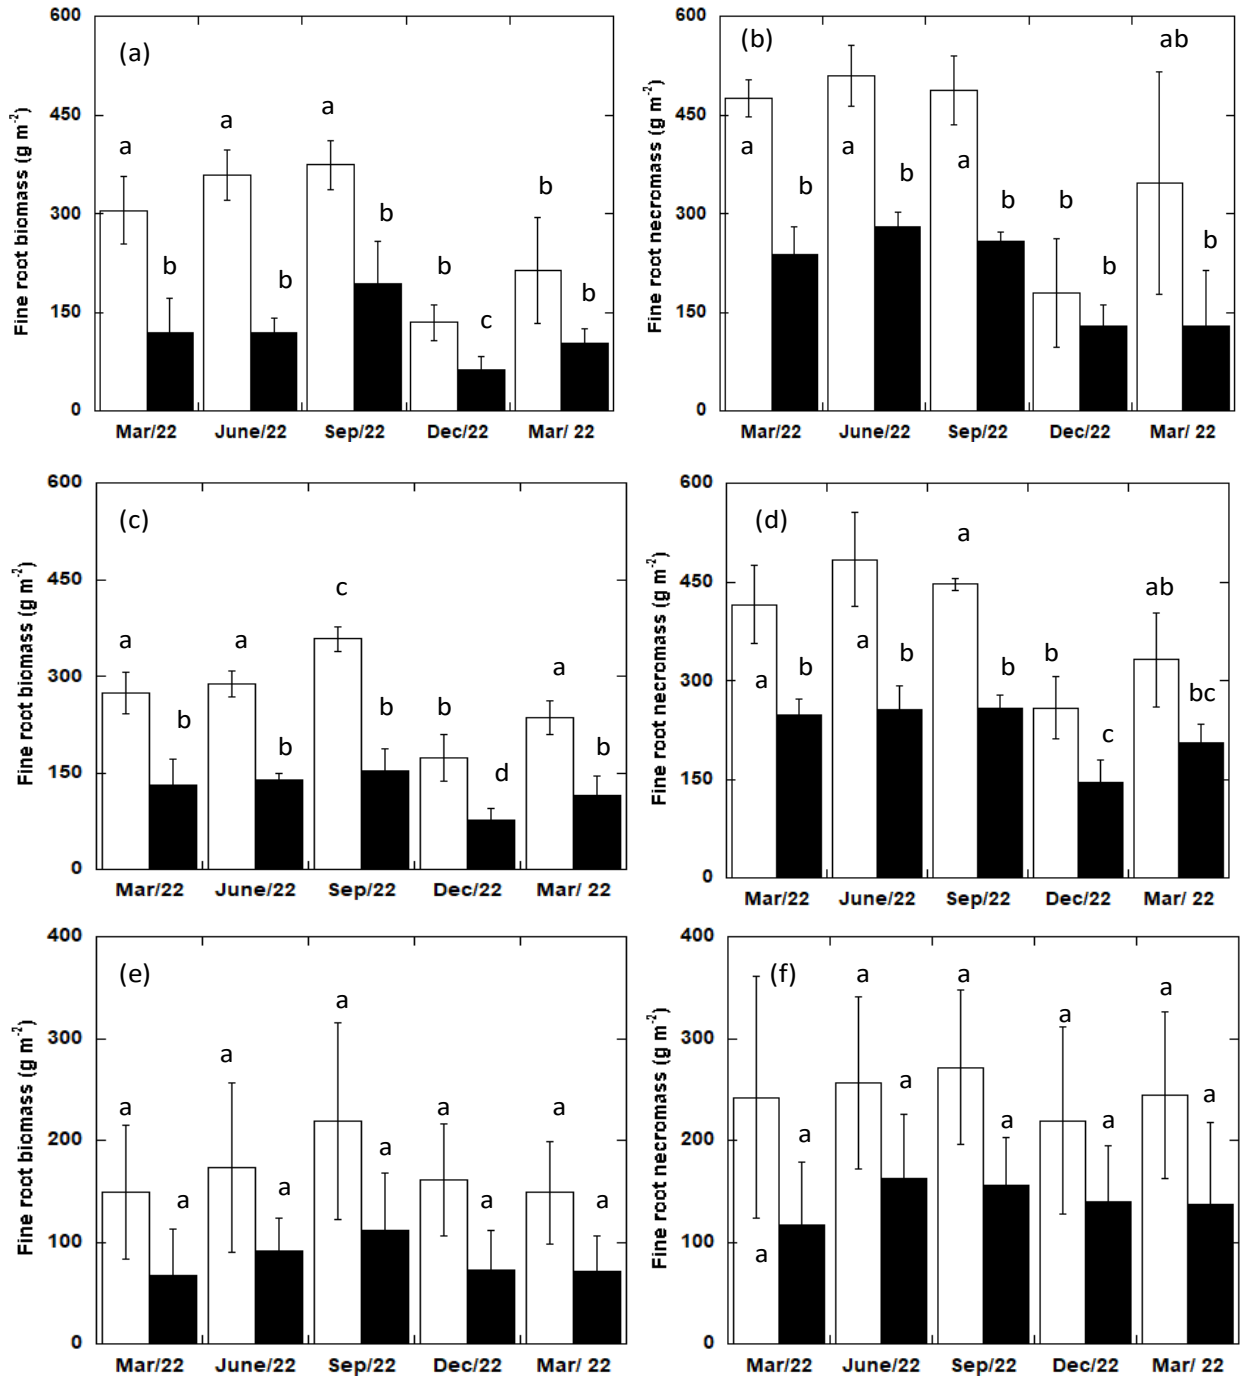 600
450
300
150
0
Fine root biomass (g m⁻²)
(a)
a
b
a
b
a
b
b
c
b
b
Mar/22 June/22 Sep/22 Dec/22 Mar/ 22
600
450
300
150
0
Fine root necromass (g m⁻²)
(b)
a
b
a
b
a
b
b
b
ab
b
Mar/22 June/22 Sep/22 Dec/22 Mar/ 22
600
450
300
150
0
Fine root biomass (g m⁻²)
(c)
a
b
a
b
c
b
b
d
a
b
Mar/22 June/22 Sep/22 Dec/22 Mar/ 22
600
450
300
150
0
Fine root necromass (g m⁻²)
(d)
a
b
a
b
a
b
b
c
ab
bc
Mar/22 June/22 Sep/22 Dec/22 Mar/ 22
400
300
200
100
0
Fine root biomass (g m⁻²)
(e)
a
a
a
a
a
a
a
a
a
a
Mar/22 June/22 Sep/22 Dec/22 Mar/ 22
400
300
200
100
0
Fine root necromass (g m⁻²)
(f)
a
a
a
a
a
a
a
a
a
a
Mar/22 June/22 Sep/22 Dec/22 Mar/ 22